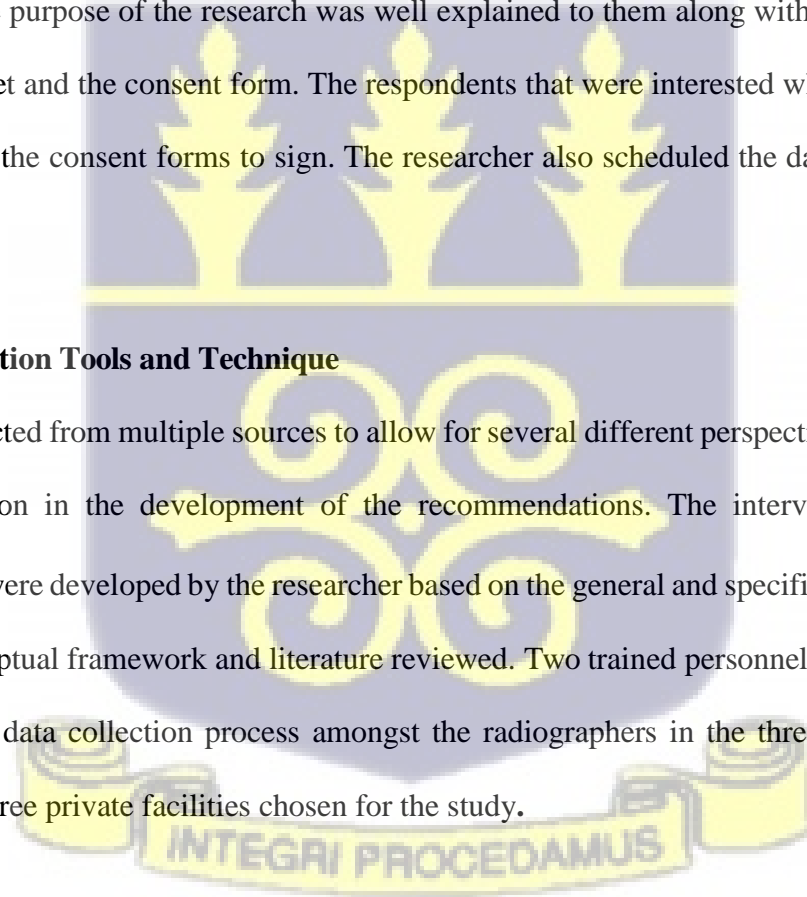 purpose of the research was well explained to them along with
et and the consent form. The respondents that were interested w
the consent forms to sign. The researcher also scheduled the da
tion Tools and Technique
cted from multiple sources to allow for several different perspecti
on in the development of the recommendations. The interv
were developed by the researcher based on the general and specifi
ptual framework and literature reviewed. Two trained personnel
data collection process amongst the radiographers in the thre
ree private facilities chosen for the study.
INTEGRI PROCEDAMUS